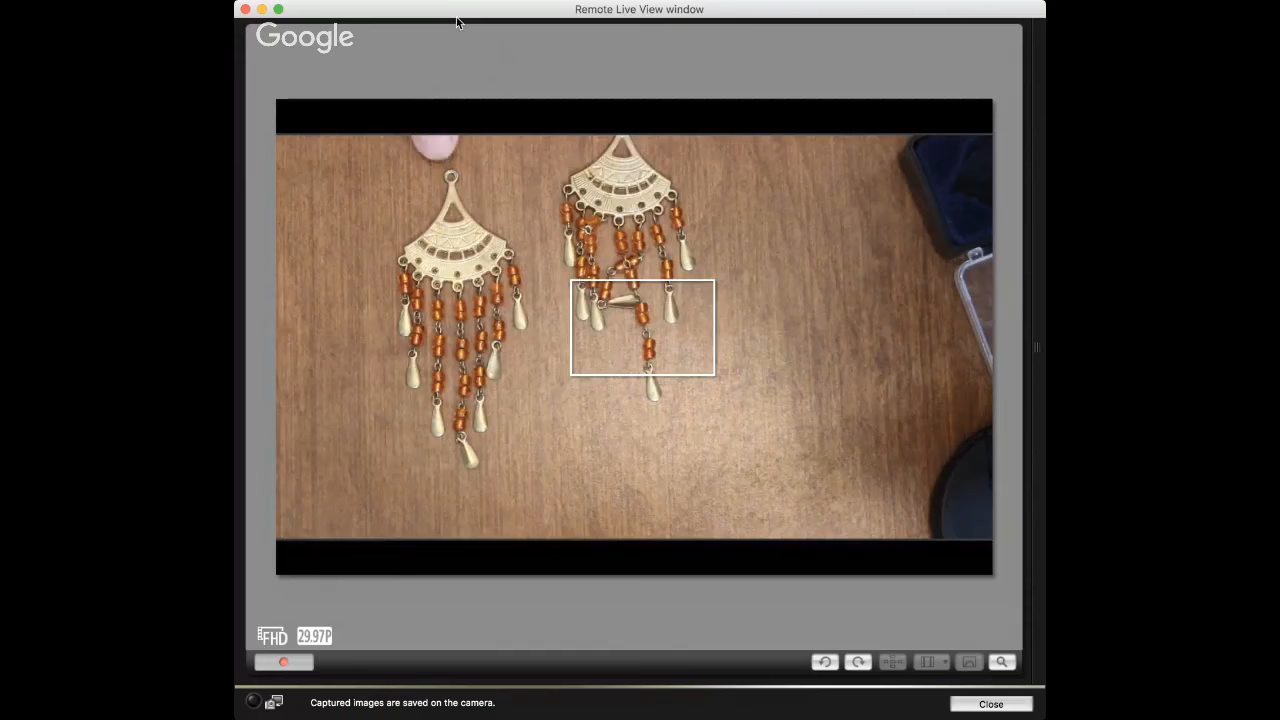 Remote Live View window
Google
FHD 29.97P
Captured images are saved on the camera.
Close